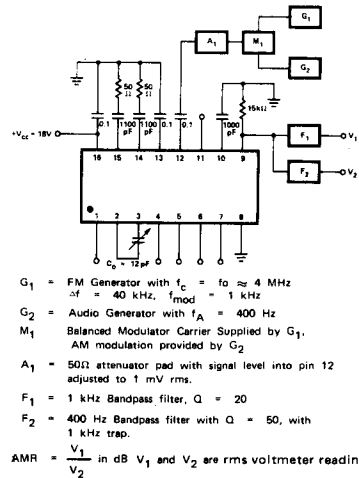 G1
A1
M1
G2
50 Ω
50 Ω
15kΩ
+VCC = 18V
0.1
1100 pF
1100 pF
0.1
0.1
1000 pF
F1
V1
F2
V2
16 15 14 13 12 11 10 9
1 2 3 4 5 6 7 8
C0 ≈ 12 pF
G1 = FM Generator with fc = fo ≈ 4 MHz
Δf = 40 kHz, fmod = 1 kHz
G2 = Audio Generator with fA = 400 Hz
M1 Balanced Modulator Carrier Supplied by G1,
AM modulation provided by G2
A1 = 50Ω attenuator pad with signal level into pin 12
adjusted to 1 mV rms.
F1 = 1 kHz Bandpass filter, Q = 20
F2 = 400 Hz Bandpass filter with Q = 50, with
1 kHz trap.
AMR = V1/V2 in dB V1 and V2 are rms voltmeter readin